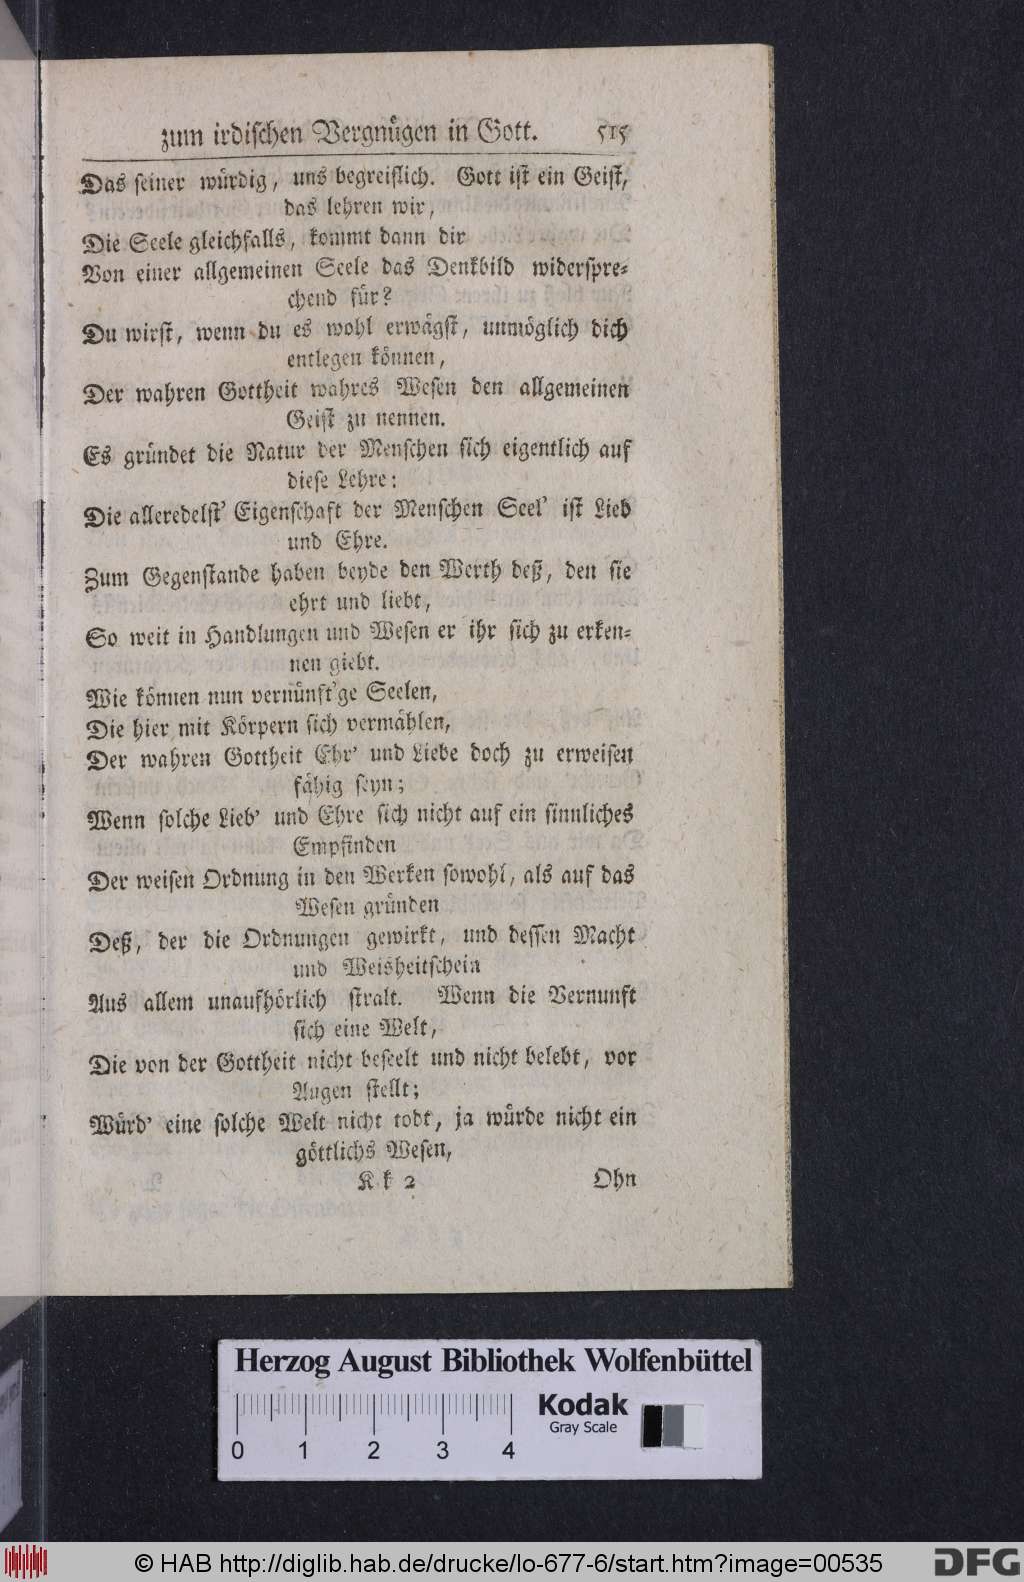 zum irdischen Vergnügen in Gott. 515
Das seiner würdig, uns begreiflich. Gott ist ein Geist,
das lehren wir,
Die Seele gleichfalls, kommt dann dir
Von einer allgemeinen Seele das Denkbild widerspre-
chend für?
Du wirst, wenn du es wohl erwägst, unmöglich dich
entlegen können,
Der wahren Gottheit wahres Wesen den allgemeinen
Geist zu nennen.
Es gründet die Natur der Menschen sich eigentlich auf
diese Lehre:
Die alleredelst' Eigenschaft der Menschen Seel' ist Lieb
und Ehre.
Zum Gegenstande haben beyde den Werth deß, den sie
ehrt und liebt,
So weit in Handlungen und Wesen er ihr sich zu erken-
nen giebt.
Wie können nun vernünft'ge Seelen,
Die hier mit Körpern sich vermählen,
Der wahren Gottheit Ehr' und Liebe doch zu erweisen
fähig seyn;
Wenn solche Lieb' und Ehre sich nicht auf ein sinnliches
Empfinden
Der weisen Ordnung in den Werken sowohl, als auf das
Wesen gründen
Deß, der die Ordnungen gewirkt, und dessen Macht
und Weisheitschein
Aus allem unaufhörlich stralt. Wenn die Vernunft
sich eine Welt,
Die von der Gottheit nicht beseelt und nicht belebt, vor
Augen stellt;
Würd' eine solche Welt nicht todt, ja würde nicht ein
göttlichs Wesen,
K k 2 Ohn
Herzog August Bibliothek Wolfenbüttel
Kodak
Gray Scale
0 1 2 3 4
© HAB http://diglib.hab.de/drucke/lo-677-6/start.htm?image=00535
DFG